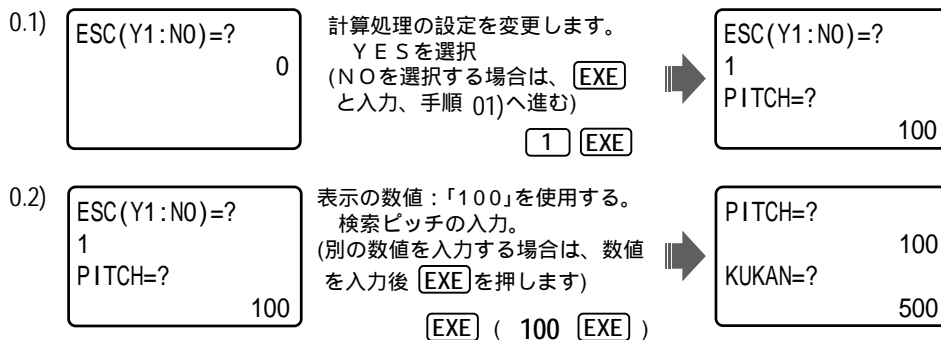 0.1)
ESC(Y1:N0)=?
0
計算処理の設定を変更します。
ＹＥＳを選択
(ＮＯを選択する場合は、EXE
と入力、手順 01)へ進む)
1 EXE
ESC(Y1:N0)=?
1
PITCH=?
100
0.2)
ESC(Y1:N0)=?
1
PITCH=?
100
表示の数値：「１００」を使用する。
検索ピッチの入力。
(別の数値を入力する場合は、数値
を入力後 EXE を押します)
EXE ( 100 EXE )
PITCH=?
100
KUKAN=?
500